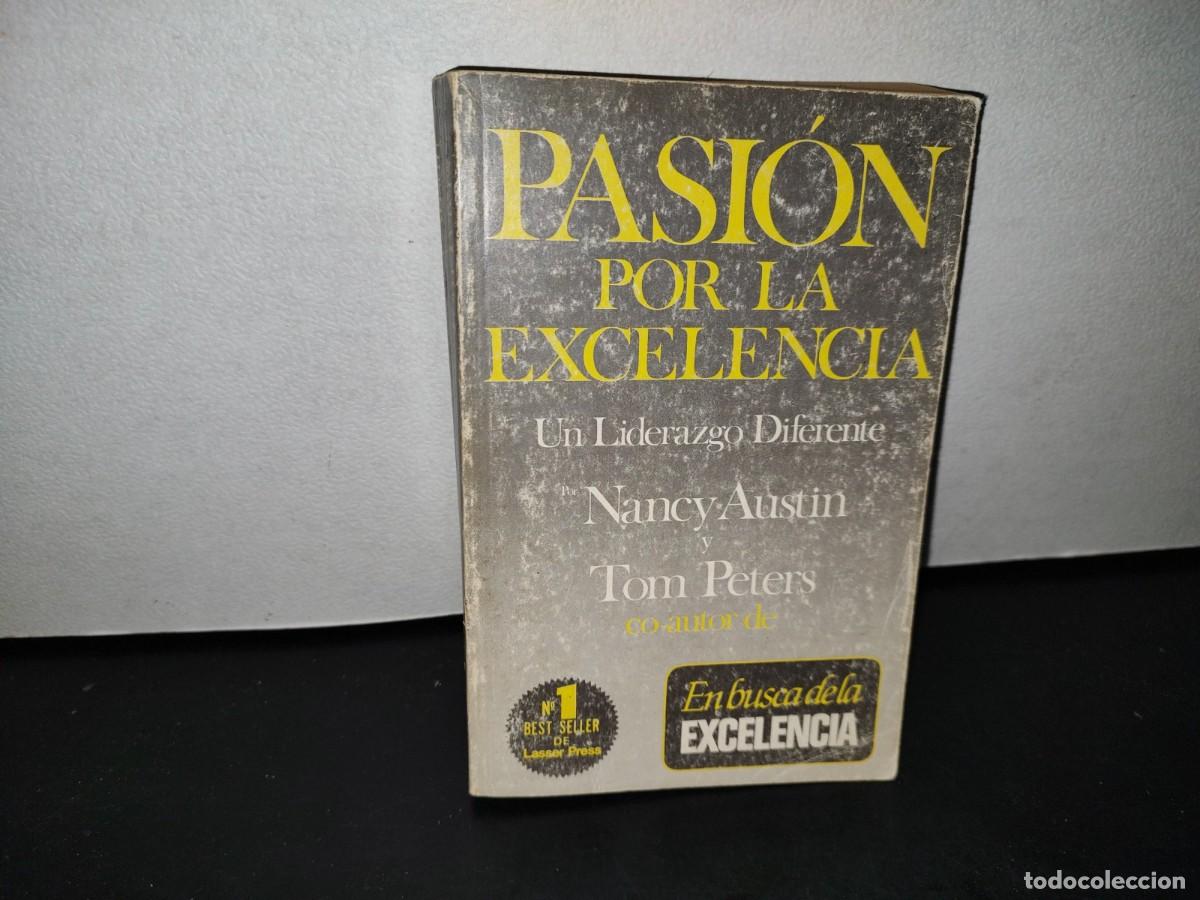 PASIÓN
POR LA
EXCELENCIA
Un Liderazgo Diferente
Por Nancy Austin
y
Tom Peters
co-autor de
Nº 1
BEST SELLER
DE
Lasser Press
En busca de la
EXCELENCIA
todocoleccion